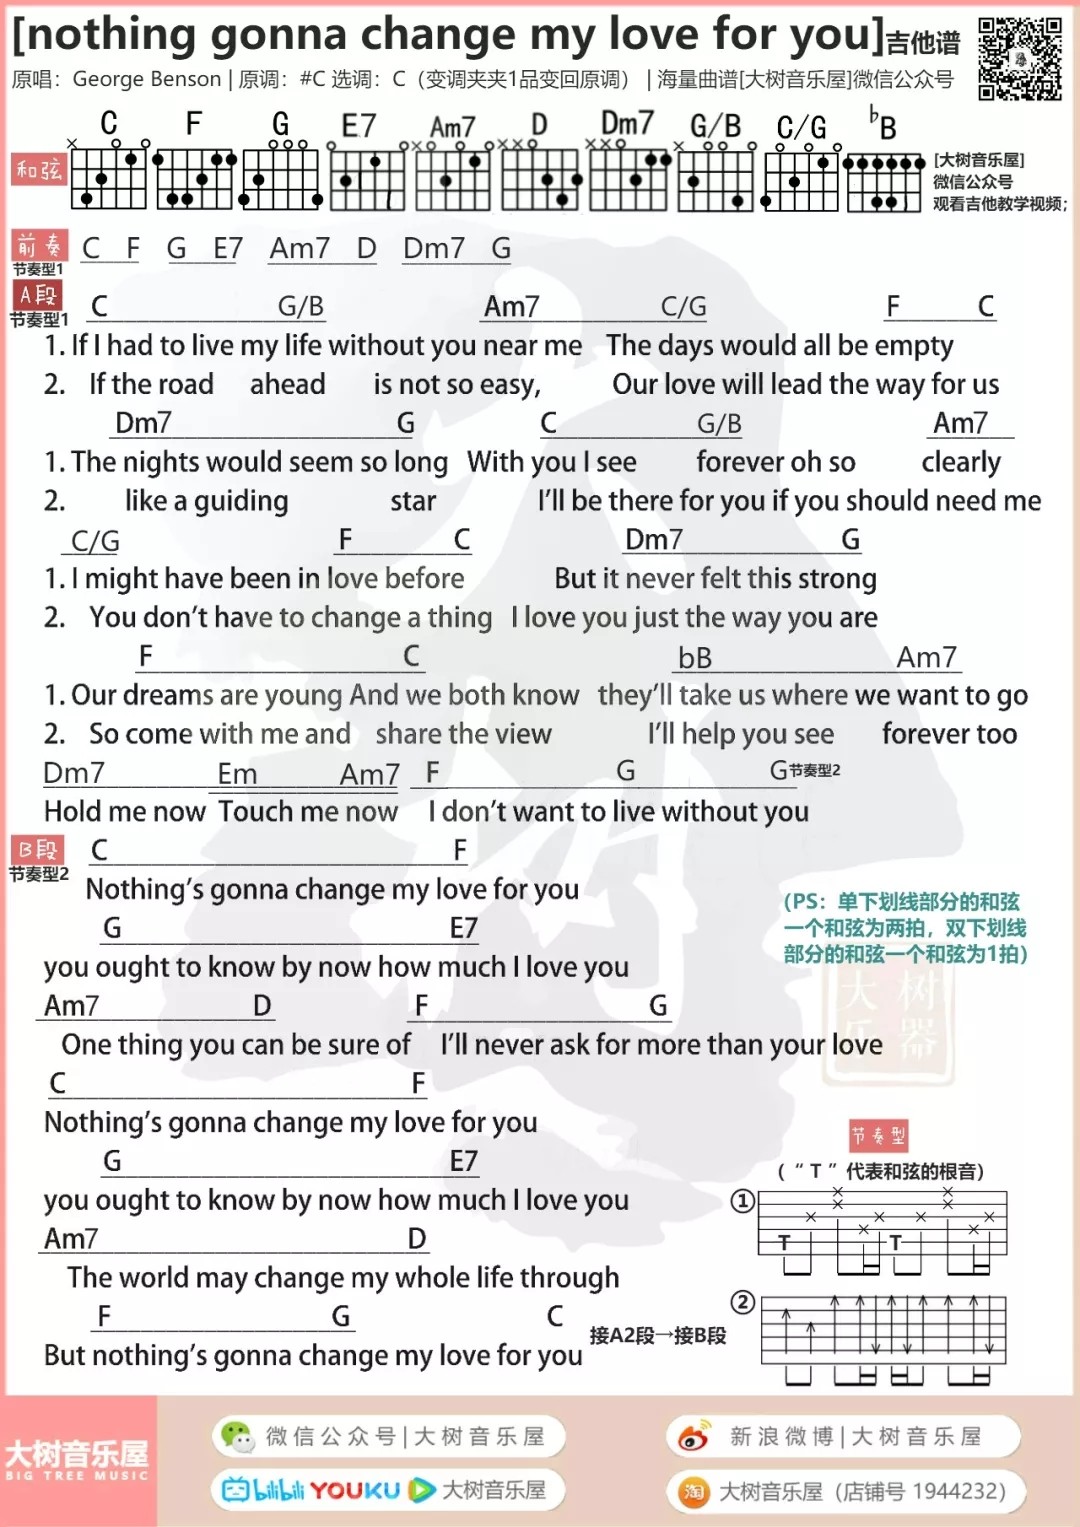 [nothing gonna change my love for you]吉他谱
原唱：George Benson | 原调：#C 选调：C（变调夹夹1品变回原调） | 海量曲谱[大树音乐屋]微信公众号
C F G E7 Am7 D Dm7 G/B C/G bB
和弦
[大树音乐屋]
微信公众号
观看吉他教学视频;
前奏 C F G E7 Am7 D Dm7 G
节奏型1
A段 C G/B Am7 C/G F C
节奏型1
1. If I had to live my life without you near me The days would all be empty
2. If the road ahead is not so easy, Our love will lead the way for us
Dm7 G C G/B Am7
1. The nights would seem so long With you I see forever oh so clearly
2. like a guiding star I'll be there for you if you should need me
C/G F C Dm7 G
1. I might have been in love before But it never felt this strong
2. You don't have to change a thing I love you just the way you are
F C bB Am7
1. Our dreams are young And we both know they'll take us where we want to go
2. So come with me and share the view I'll help you see forever too
Dm7 Em Am7 F G G节奏型2
Hold me now Touch me now I don't want to live without you
B段 C F
节奏型2
Nothing's gonna change my love for you
G E7
you ought to know by now how much I love you
(PS：单下划线部分的和弦
一个和弦为两拍，双下划线
部分的和弦一个和弦为1拍)
Am7 D F G
One thing you can be sure of I'll never ask for more than your love
C F
Nothing's gonna change my love for you
G E7
you ought to know by now how much I love you
Am7 D
The world may change my whole life through
F G C
But nothing's gonna change my love for you
接A2段→接B段
大树
乐器
节奏型
(“T”代表和弦的根音)
①
T T
②
大树音乐屋
BIG TREE MUSIC
微信公众号|大树音乐屋
新浪微博|大树音乐屋
bilibili YOUKU 大树音乐屋
淘 大树音乐屋（店铺号 1944232）